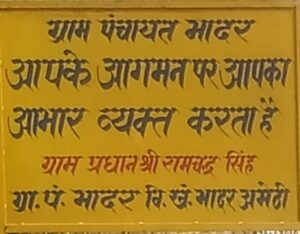 ग्राम पंचायत भादर
आपके आगमन पर आपका
आभार व्यक्त करता है
ग्राम प्रधान श्री रामचन्द्र सिंह
ग्रा.पं. भादर वि.खं. भादर अमेठी